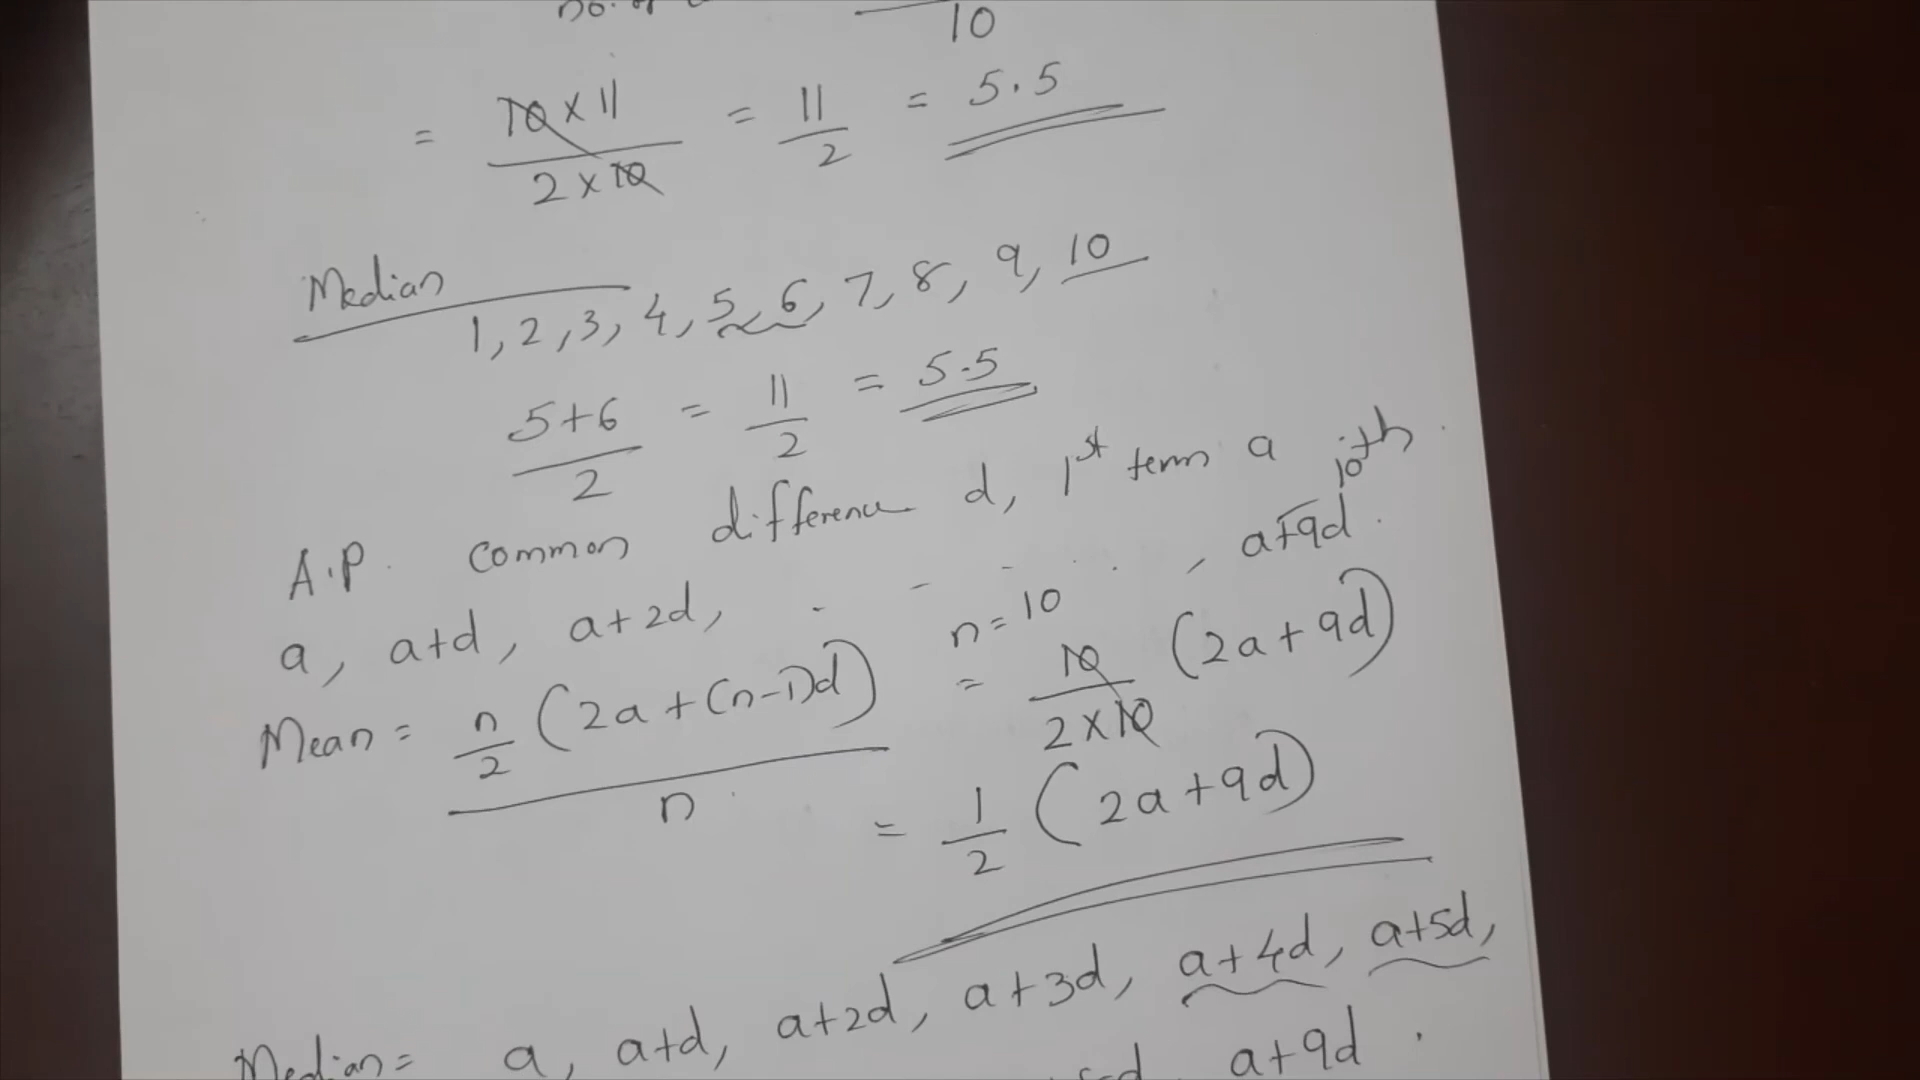 no. of
10
= 10 × 11 / 2 × 10 = 11/2 = 5.5
Median
1, 2, 3, 4, 5, 6, 7, 8, 9, 10
5+6 / 2 = 11/2 = 5.5
A.P. common difference d, 1st term a 10th
a, a+d, a+2d, . - - . . . , a+9d.
Mean = n/2 (2a + (n-1)d) / n n=10 = 10 / 2×10 (2a + 9d)
= 1/2 (2a + 9d)
Median = a, a+d, a+2d, a+3d, a+4d, a+5d,
a+9d.